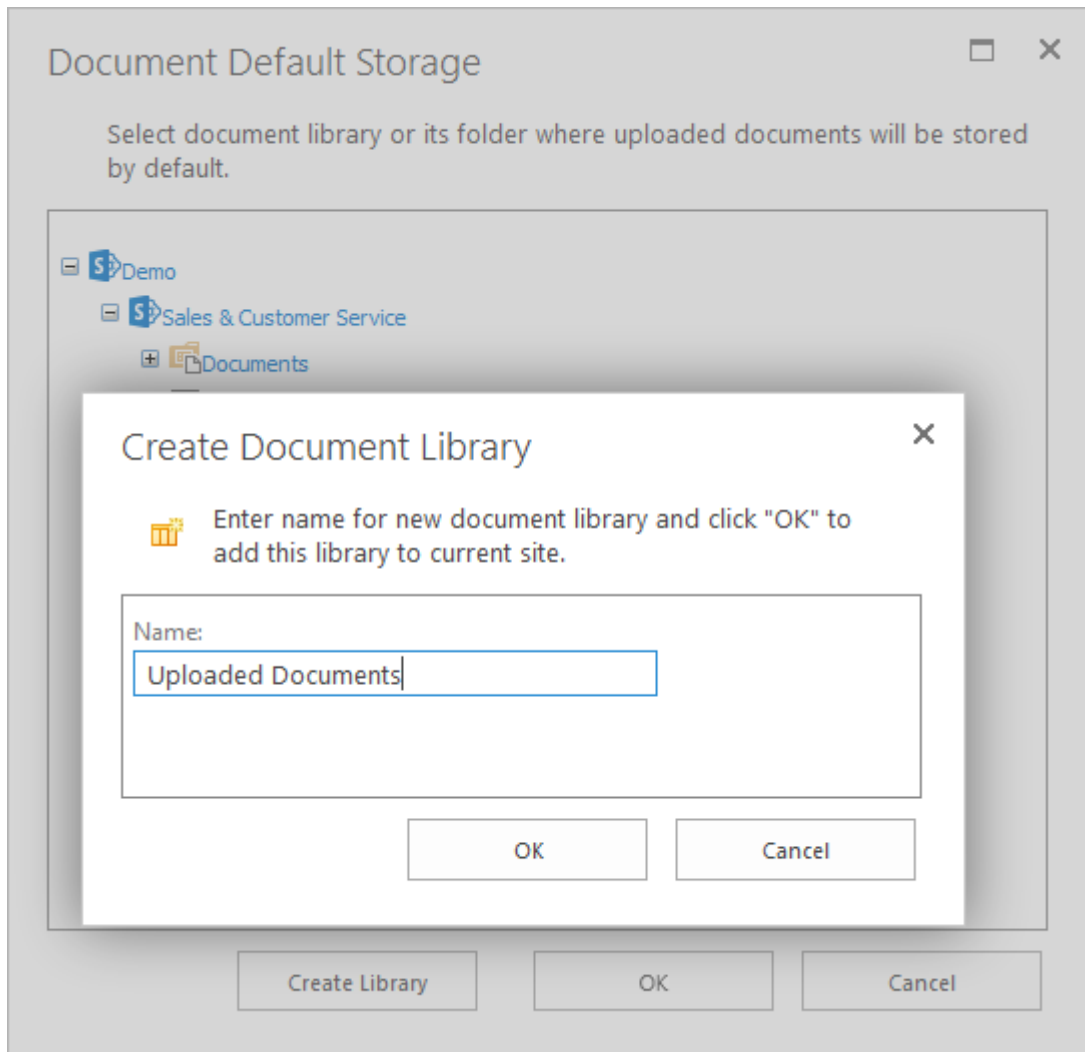 Document Default Storage
Select document library or its folder where uploaded documents will be stored
by default.
Demo
Sales & Customer Service
Documents
Create Document Library
Enter name for new document library and click "OK" to
add this library to current site.
Name:
Uploaded Documents
OK Cancel
Create Library OK Cancel